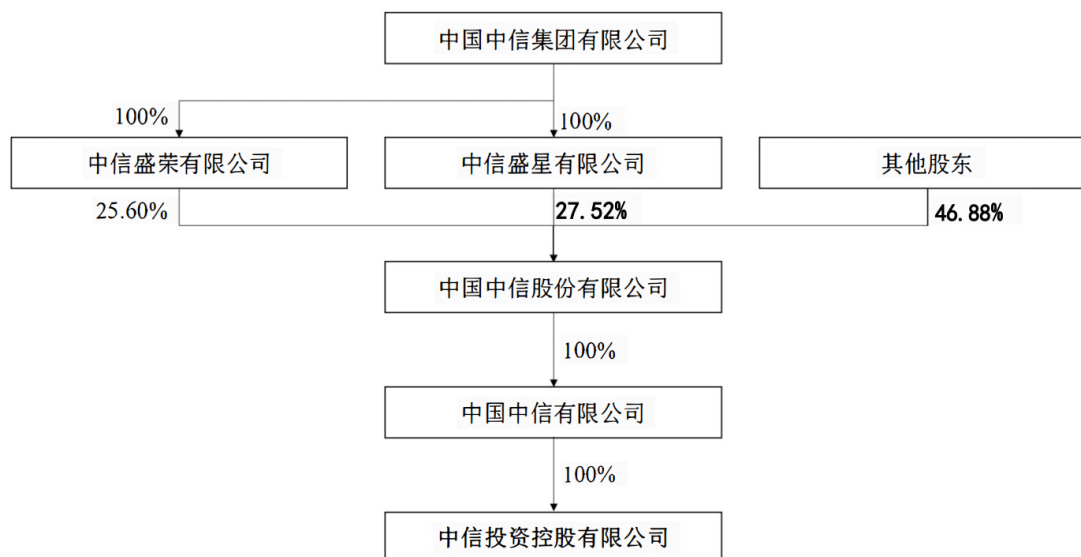 中国中信集团有限公司
100%
100%
中信盛荣有限公司
中信盛星有限公司
其他股东
25.60%
27.52%
46.88%
中国中信股份有限公司
100%
中国中信有限公司
100%
中信投资控股有限公司